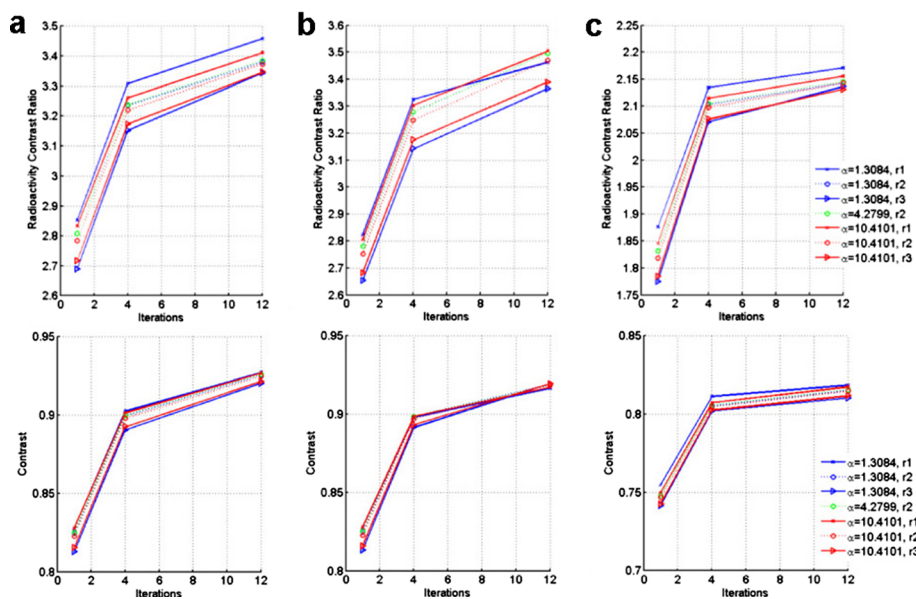 a
b
c
Radioactivity Contrast Ratio
3.5
3.4
3.3
3.2
3.1
3
2.9
2.8
2.7
2.6
0 2 4 6 8 10 12
Iterations
Radioactivity Contrast Ratio
3.6
3.5
3.4
3.3
3.2
3.1
3
2.9
2.8
2.7
2.6
0 2 4 6 8 10 12
Iterations
Radioactivity Contrast Ratio
2.25
2.2
2.15
2.1
2.05
2
1.95
1.9
1.85
1.8
1.75
0 2 4 6 8 10 12
Iterations
α=1.3084, r1
α=1.3084, r2
α=1.3084, r3
α=4.2799, r2
α=10.4101, r1
α=10.4101, r2
α=10.4101, r3
Contrast
0.95
0.9
0.85
0.8
0 2 4 6 8 10 12
Iterations
Contrast
0.95
0.9
0.85
0.8
0 2 4 6 8 10 12
Iterations
Contrast
0.85
0.8
0.75
0.7
0 2 4 6 8 10 12
Iterations
α=1.3084, r1
α=1.3084, r2
α=1.3084, r3
α=4.2799, r2
α=10.4101, r1
α=10.4101, r2
α=10.4101, r3